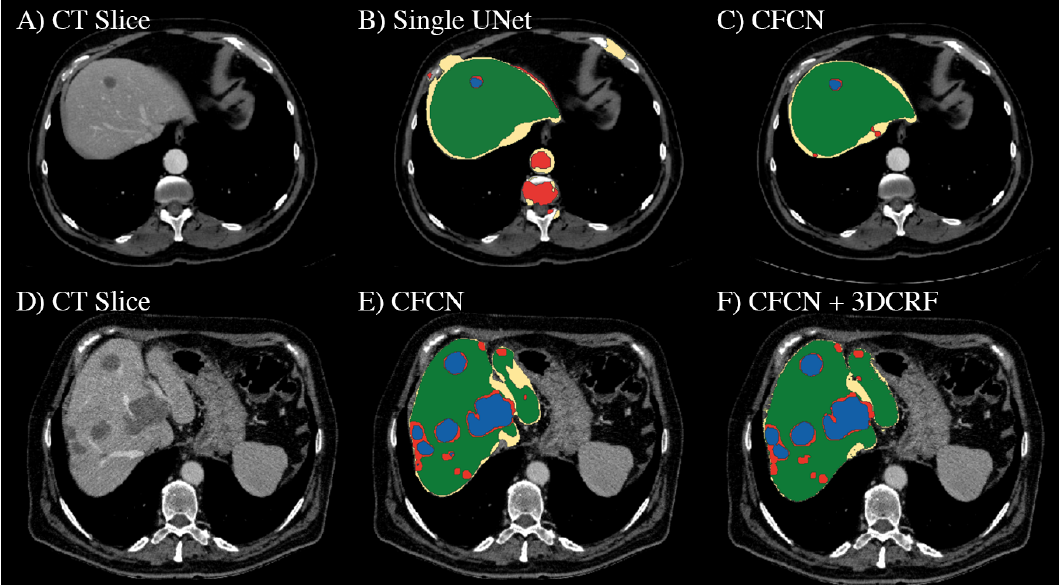 A) CT Slice
B) Single UNet
C) CFCN
D) CT Slice
E) CFCN
F) CFCN + 3DCRF